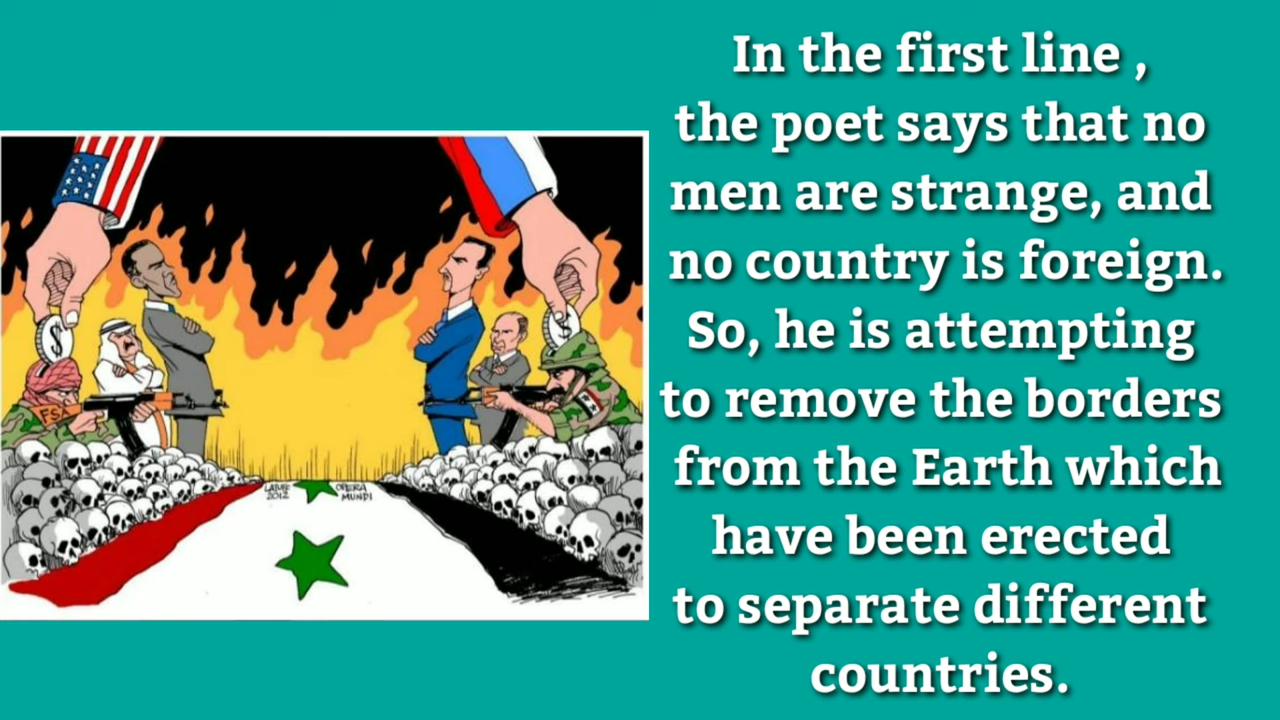 In the first line ,
the poet says that no
men are strange, and
no country is foreign.
So, he is attempting
to remove the borders
from the Earth which
have been erected
to separate different
countries.
$
$
FSA
LATUFF
2012
OPERA
MUNDI